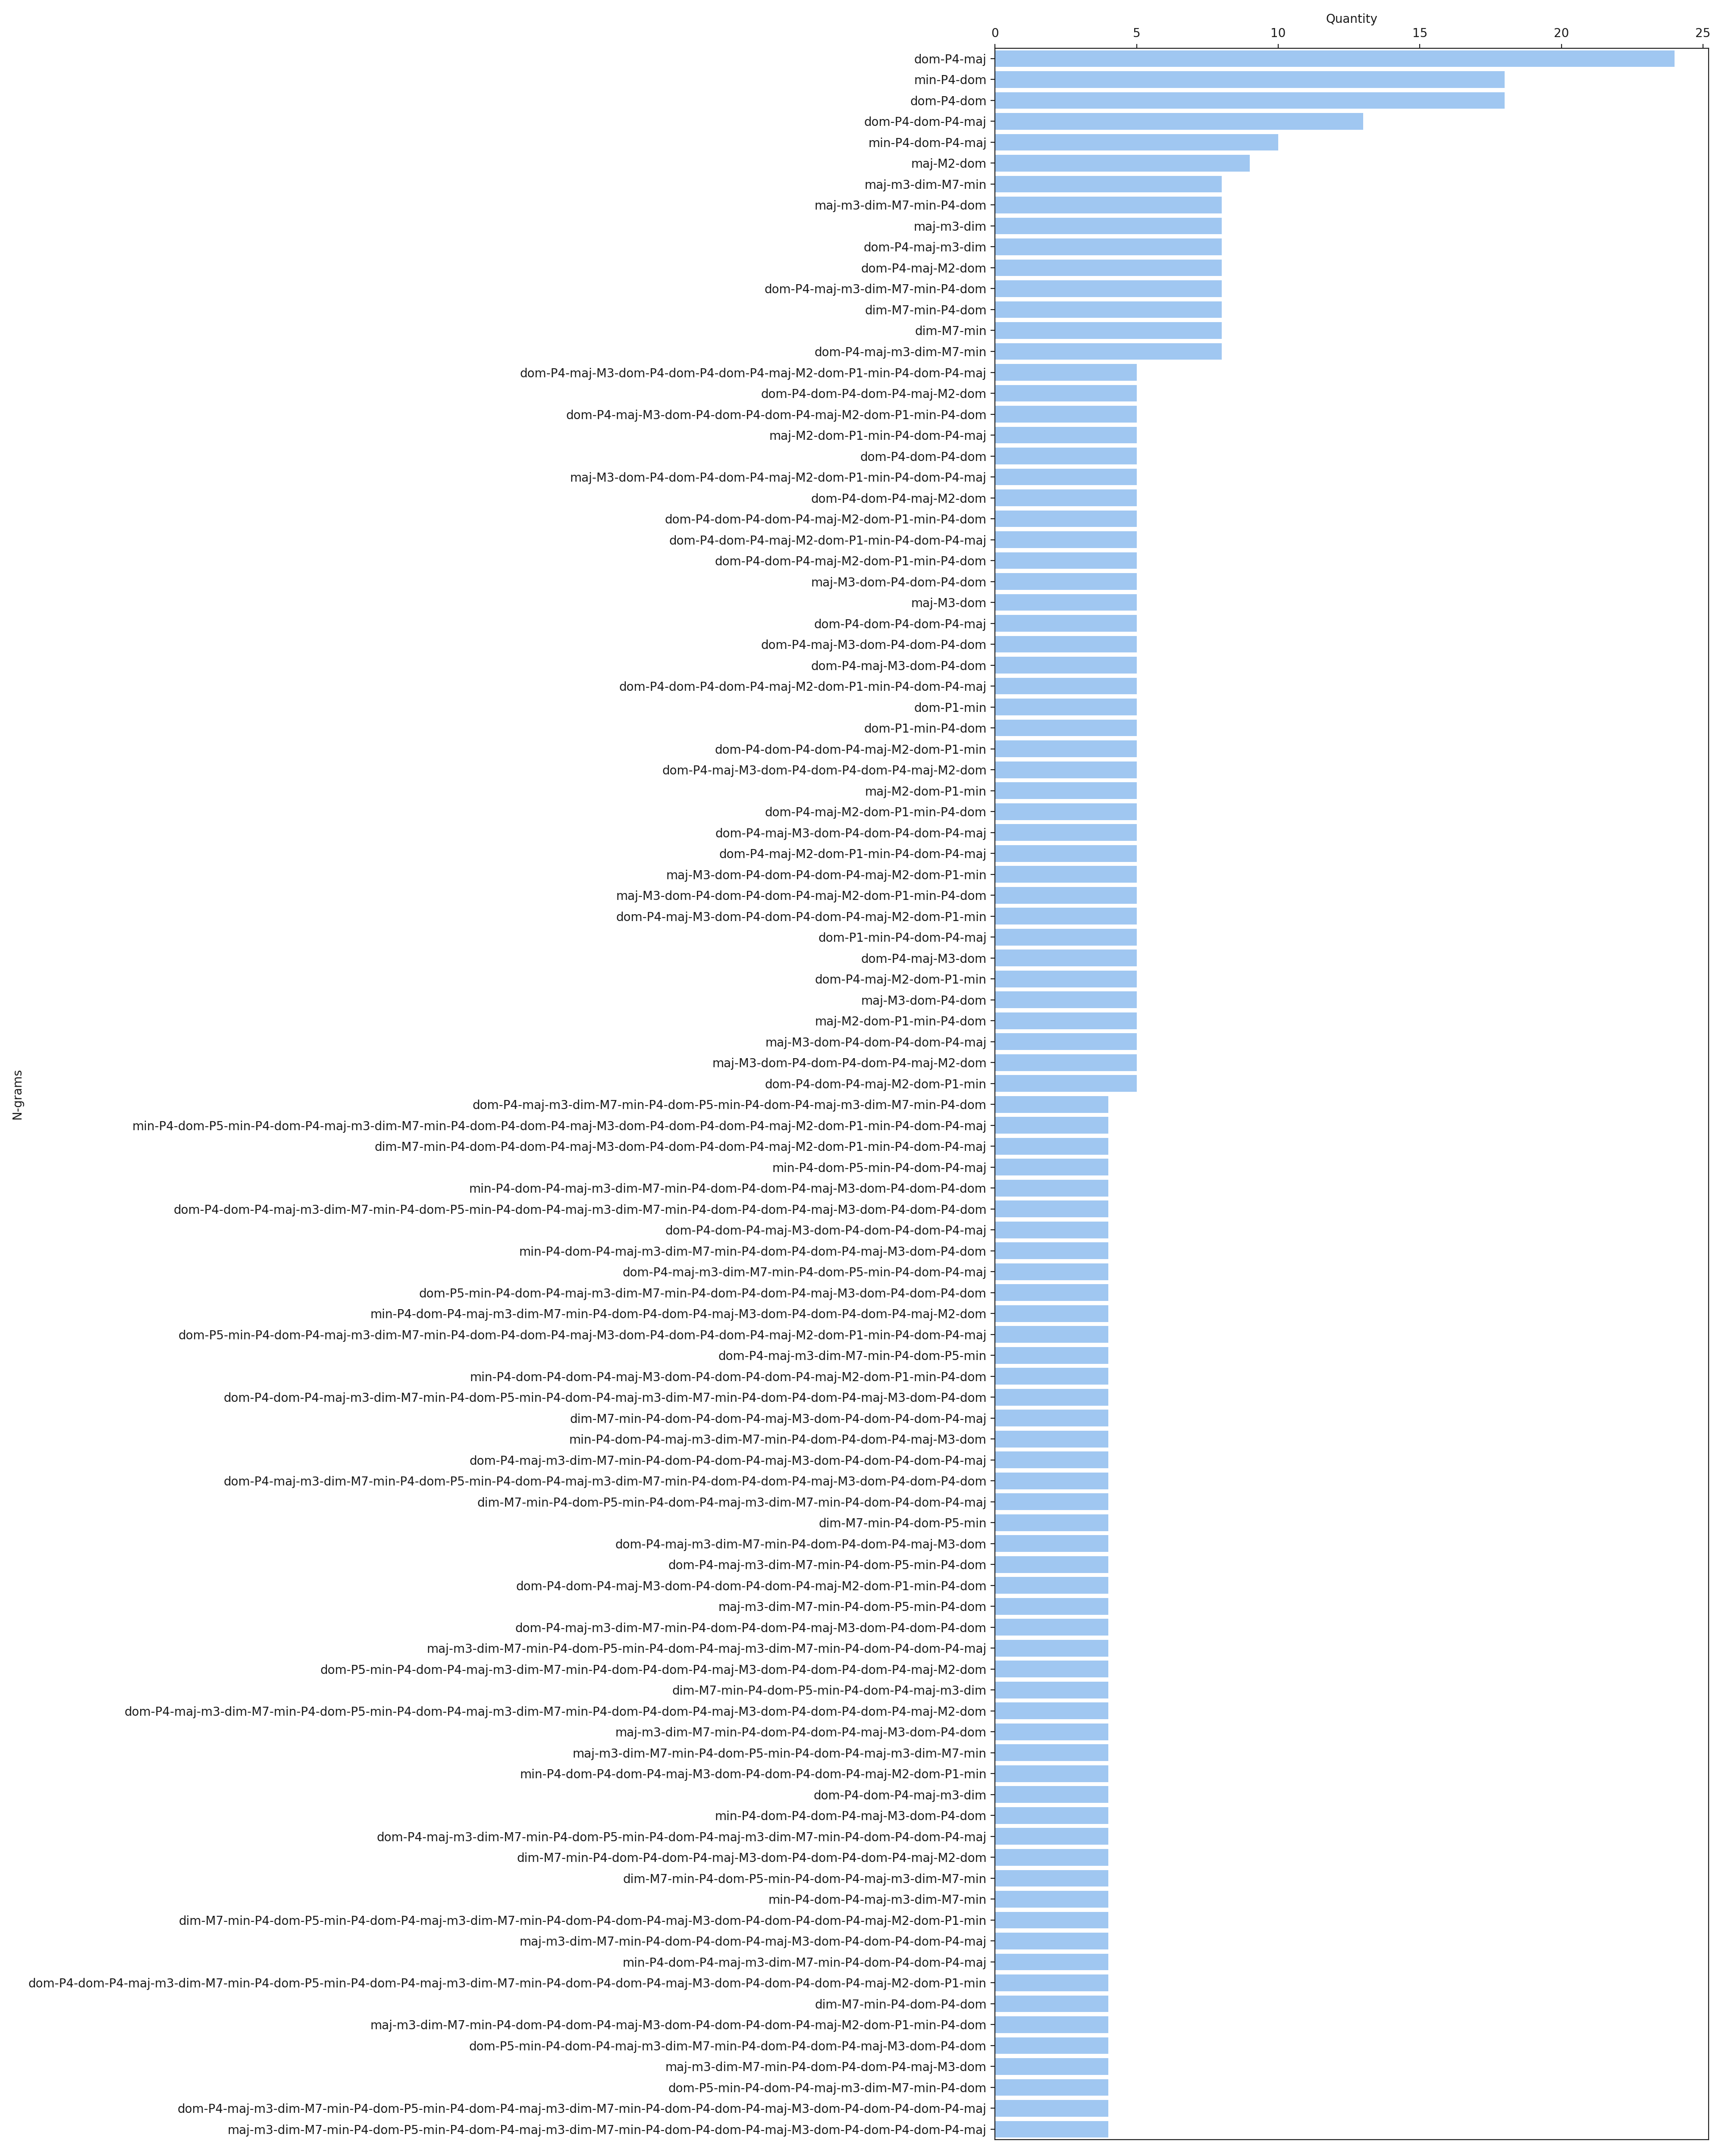 Quantity
0 5 10 15 20 25
dom-P4-maj
min-P4-dom
dom-P4-dom
dom-P4-dom-P4-maj
min-P4-dom-P4-maj
maj-M2-dom
maj-m3-dim-M7-min
maj-m3-dim-M7-min-P4-dom
maj-m3-dim
dom-P4-maj-m3-dim
dom-P4-maj-M2-dom
dom-P4-maj-m3-dim-M7-min-P4-dom
dim-M7-min-P4-dom
dim-M7-min
dom-P4-maj-m3-dim-M7-min
dom-P4-maj-M3-dom-P4-dom-P4-dom-P4-maj-M2-dom-P1-min-P4-dom-P4-maj
dom-P4-dom-P4-dom-P4-maj-M2-dom
dom-P4-maj-M3-dom-P4-dom-P4-dom-P4-maj-M2-dom-P1-min-P4-dom
maj-M2-dom-P1-min-P4-dom-P4-maj
dom-P4-dom-P4-dom
maj-M3-dom-P4-dom-P4-dom-P4-maj-M2-dom-P1-min-P4-dom-P4-maj
dom-P4-dom-P4-maj-M2-dom
dom-P4-dom-P4-dom-P4-maj-M2-dom-P1-min-P4-dom
dom-P4-dom-P4-maj-M2-dom-P1-min-P4-dom-P4-maj
dom-P4-dom-P4-maj-M2-dom-P1-min-P4-dom
maj-M3-dom-P4-dom-P4-dom
maj-M3-dom
dom-P4-dom-P4-dom-P4-maj
dom-P4-maj-M3-dom-P4-dom-P4-dom
dom-P4-maj-M3-dom-P4-dom
dom-P4-dom-P4-dom-P4-maj-M2-dom-P1-min-P4-dom-P4-maj
dom-P1-min
dom-P1-min-P4-dom
dom-P4-dom-P4-dom-P4-maj-M2-dom-P1-min
dom-P4-maj-M3-dom-P4-dom-P4-dom-P4-maj-M2-dom
maj-M2-dom-P1-min
dom-P4-maj-M2-dom-P1-min-P4-dom
dom-P4-maj-M3-dom-P4-dom-P4-dom-P4-maj
dom-P4-maj-M2-dom-P1-min-P4-dom-P4-maj
maj-M3-dom-P4-dom-P4-dom-P4-maj-M2-dom-P1-min
maj-M3-dom-P4-dom-P4-dom-P4-maj-M2-dom-P1-min-P4-dom
dom-P4-maj-M3-dom-P4-dom-P4-dom-P4-maj-M2-dom-P1-min
dom-P1-min-P4-dom-P4-maj
dom-P4-maj-M3-dom
dom-P4-maj-M2-dom-P1-min
maj-M3-dom-P4-dom
maj-M2-dom-P1-min-P4-dom
maj-M3-dom-P4-dom-P4-dom-P4-maj
maj-M3-dom-P4-dom-P4-dom-P4-maj-M2-dom
dom-P4-dom-P4-maj-M2-dom-P1-min
N-grams
dom-P4-maj-m3-dim-M7-min-P4-dom-P5-min-P4-dom-P4-maj-m3-dim-M7-min-P4-dom
min-P4-dom-P5-min-P4-dom-P4-maj-m3-dim-M7-min-P4-dom-P4-dom-P4-maj-M3-dom-P4-dom-P4-dom-P4-maj-M2-dom-P1-min-P4-dom-P4-maj
dim-M7-min-P4-dom-P4-dom-P4-maj-M3-dom-P4-dom-P4-dom-P4-maj-M2-dom-P1-min-P4-dom-P4-maj
min-P4-dom-P5-min-P4-dom-P4-maj
min-P4-dom-P4-maj-m3-dim-M7-min-P4-dom-P4-dom-P4-maj-M3-dom-P4-dom-P4-dom
dom-P4-dom-P4-maj-m3-dim-M7-min-P4-dom-P5-min-P4-dom-P4-maj-m3-dim-M7-min-P4-dom-P4-dom-P4-maj-M3-dom-P4-dom-P4-dom
dom-P4-dom-P4-maj-M3-dom-P4-dom-P4-dom-P4-maj
min-P4-dom-P4-maj-m3-dim-M7-min-P4-dom-P4-dom-P4-maj-M3-dom-P4-dom
dom-P4-maj-m3-dim-M7-min-P4-dom-P5-min-P4-dom-P4-maj
dom-P5-min-P4-dom-P4-maj-m3-dim-M7-min-P4-dom-P4-dom-P4-maj-M3-dom-P4-dom-P4-dom
min-P4-dom-P4-maj-m3-dim-M7-min-P4-dom-P4-dom-P4-maj-M3-dom-P4-dom-P4-dom-P4-maj-M2-dom
dom-P5-min-P4-dom-P4-maj-m3-dim-M7-min-P4-dom-P4-dom-P4-maj-M3-dom-P4-dom-P4-dom-P4-maj-M2-dom-P1-min-P4-dom-P4-maj
dom-P4-maj-m3-dim-M7-min-P4-dom-P5-min
min-P4-dom-P4-dom-P4-maj-M3-dom-P4-dom-P4-dom-P4-maj-M2-dom-P1-min-P4-dom
dom-P4-dom-P4-maj-m3-dim-M7-min-P4-dom-P5-min-P4-dom-P4-maj-m3-dim-M7-min-P4-dom-P4-dom-P4-maj-M3-dom-P4-dom
dim-M7-min-P4-dom-P4-dom-P4-maj-M3-dom-P4-dom-P4-dom-P4-maj
min-P4-dom-P4-maj-m3-dim-M7-min-P4-dom-P4-dom-P4-maj-M3-dom
dom-P4-maj-m3-dim-M7-min-P4-dom-P4-dom-P4-maj-M3-dom-P4-dom-P4-dom-P4-maj
dom-P4-maj-m3-dim-M7-min-P4-dom-P5-min-P4-dom-P4-maj-m3-dim-M7-min-P4-dom-P4-dom-P4-maj-M3-dom-P4-dom-P4-dom
dim-M7-min-P4-dom-P5-min-P4-dom-P4-maj-m3-dim-M7-min-P4-dom-P4-dom-P4-maj
dim-M7-min-P4-dom-P5-min
dom-P4-maj-m3-dim-M7-min-P4-dom-P4-dom-P4-maj-M3-dom
dom-P4-maj-m3-dim-M7-min-P4-dom-P5-min-P4-dom
dom-P4-dom-P4-maj-M3-dom-P4-dom-P4-dom-P4-maj-M2-dom-P1-min-P4-dom
maj-m3-dim-M7-min-P4-dom-P5-min-P4-dom
dom-P4-maj-m3-dim-M7-min-P4-dom-P4-dom-P4-maj-M3-dom-P4-dom-P4-dom
maj-m3-dim-M7-min-P4-dom-P5-min-P4-dom-P4-maj-m3-dim-M7-min-P4-dom-P4-dom-P4-maj
dom-P5-min-P4-dom-P4-maj-m3-dim-M7-min-P4-dom-P4-dom-P4-maj-M3-dom-P4-dom-P4-dom-P4-maj-M2-dom
dim-M7-min-P4-dom-P5-min-P4-dom-P4-maj-m3-dim
dom-P4-maj-m3-dim-M7-min-P4-dom-P5-min-P4-dom-P4-maj-m3-dim-M7-min-P4-dom-P4-dom-P4-maj-M3-dom-P4-dom-P4-dom-P4-maj-M2-dom
maj-m3-dim-M7-min-P4-dom-P4-dom-P4-maj-M3-dom-P4-dom
maj-m3-dim-M7-min-P4-dom-P5-min-P4-dom-P4-maj-m3-dim-M7-min
min-P4-dom-P4-dom-P4-maj-M3-dom-P4-dom-P4-dom-P4-maj-M2-dom-P1-min
dom-P4-dom-P4-maj-m3-dim
min-P4-dom-P4-dom-P4-maj-M3-dom-P4-dom
dom-P4-maj-m3-dim-M7-min-P4-dom-P5-min-P4-dom-P4-maj-m3-dim-M7-min-P4-dom-P4-dom-P4-maj
dim-M7-min-P4-dom-P4-dom-P4-maj-M3-dom-P4-dom-P4-dom-P4-maj-M2-dom
dim-M7-min-P4-dom-P5-min-P4-dom-P4-maj-m3-dim-M7-min
min-P4-dom-P4-maj-m3-dim-M7-min
dim-M7-min-P4-dom-P5-min-P4-dom-P4-maj-m3-dim-M7-min-P4-dom-P4-dom-P4-maj-M3-dom-P4-dom-P4-dom-P4-maj-M2-dom-P1-min
maj-m3-dim-M7-min-P4-dom-P4-dom-P4-maj-M3-dom-P4-dom-P4-dom-P4-maj
min-P4-dom-P4-maj-m3-dim-M7-min-P4-dom-P4-dom-P4-maj
dom-P4-dom-P4-maj-m3-dim-M7-min-P4-dom-P5-min-P4-dom-P4-maj-m3-dim-M7-min-P4-dom-P4-dom-P4-maj-M3-dom-P4-dom-P4-dom-P4-maj-M2-dom-P1-min
dim-M7-min-P4-dom-P4-dom
maj-m3-dim-M7-min-P4-dom-P4-dom-P4-maj-M3-dom-P4-dom-P4-dom-P4-maj-M2-dom-P1-min-P4-dom
dom-P5-min-P4-dom-P4-maj-m3-dim-M7-min-P4-dom-P4-dom-P4-maj-M3-dom-P4-dom
maj-m3-dim-M7-min-P4-dom-P4-dom-P4-maj-M3-dom
dom-P5-min-P4-dom-P4-maj-m3-dim-M7-min-P4-dom
dom-P4-maj-m3-dim-M7-min-P4-dom-P5-min-P4-dom-P4-maj-m3-dim-M7-min-P4-dom-P4-dom-P4-maj-M3-dom-P4-dom-P4-dom-P4-maj
maj-m3-dim-M7-min-P4-dom-P5-min-P4-dom-P4-maj-m3-dim-M7-min-P4-dom-P4-dom-P4-maj-M3-dom-P4-dom-P4-dom-P4-maj